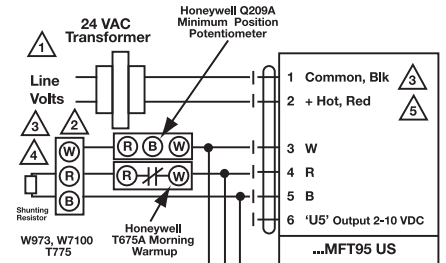 Honeywell Q209A
Minimum Position
Potentiometer
24 VAC
Transformer
1
Line
Volts
1 Common, Blk
3
2 + Hot, Red
5
3
2
4
W
R
B
R B W
R W
3 W
4 R
5 B
6 'U5' Output 2-10 VDC
Shunting
Resistor
W973, W7100
T775
Honeywell
T675A Morning
Warmup
...MFT95 US